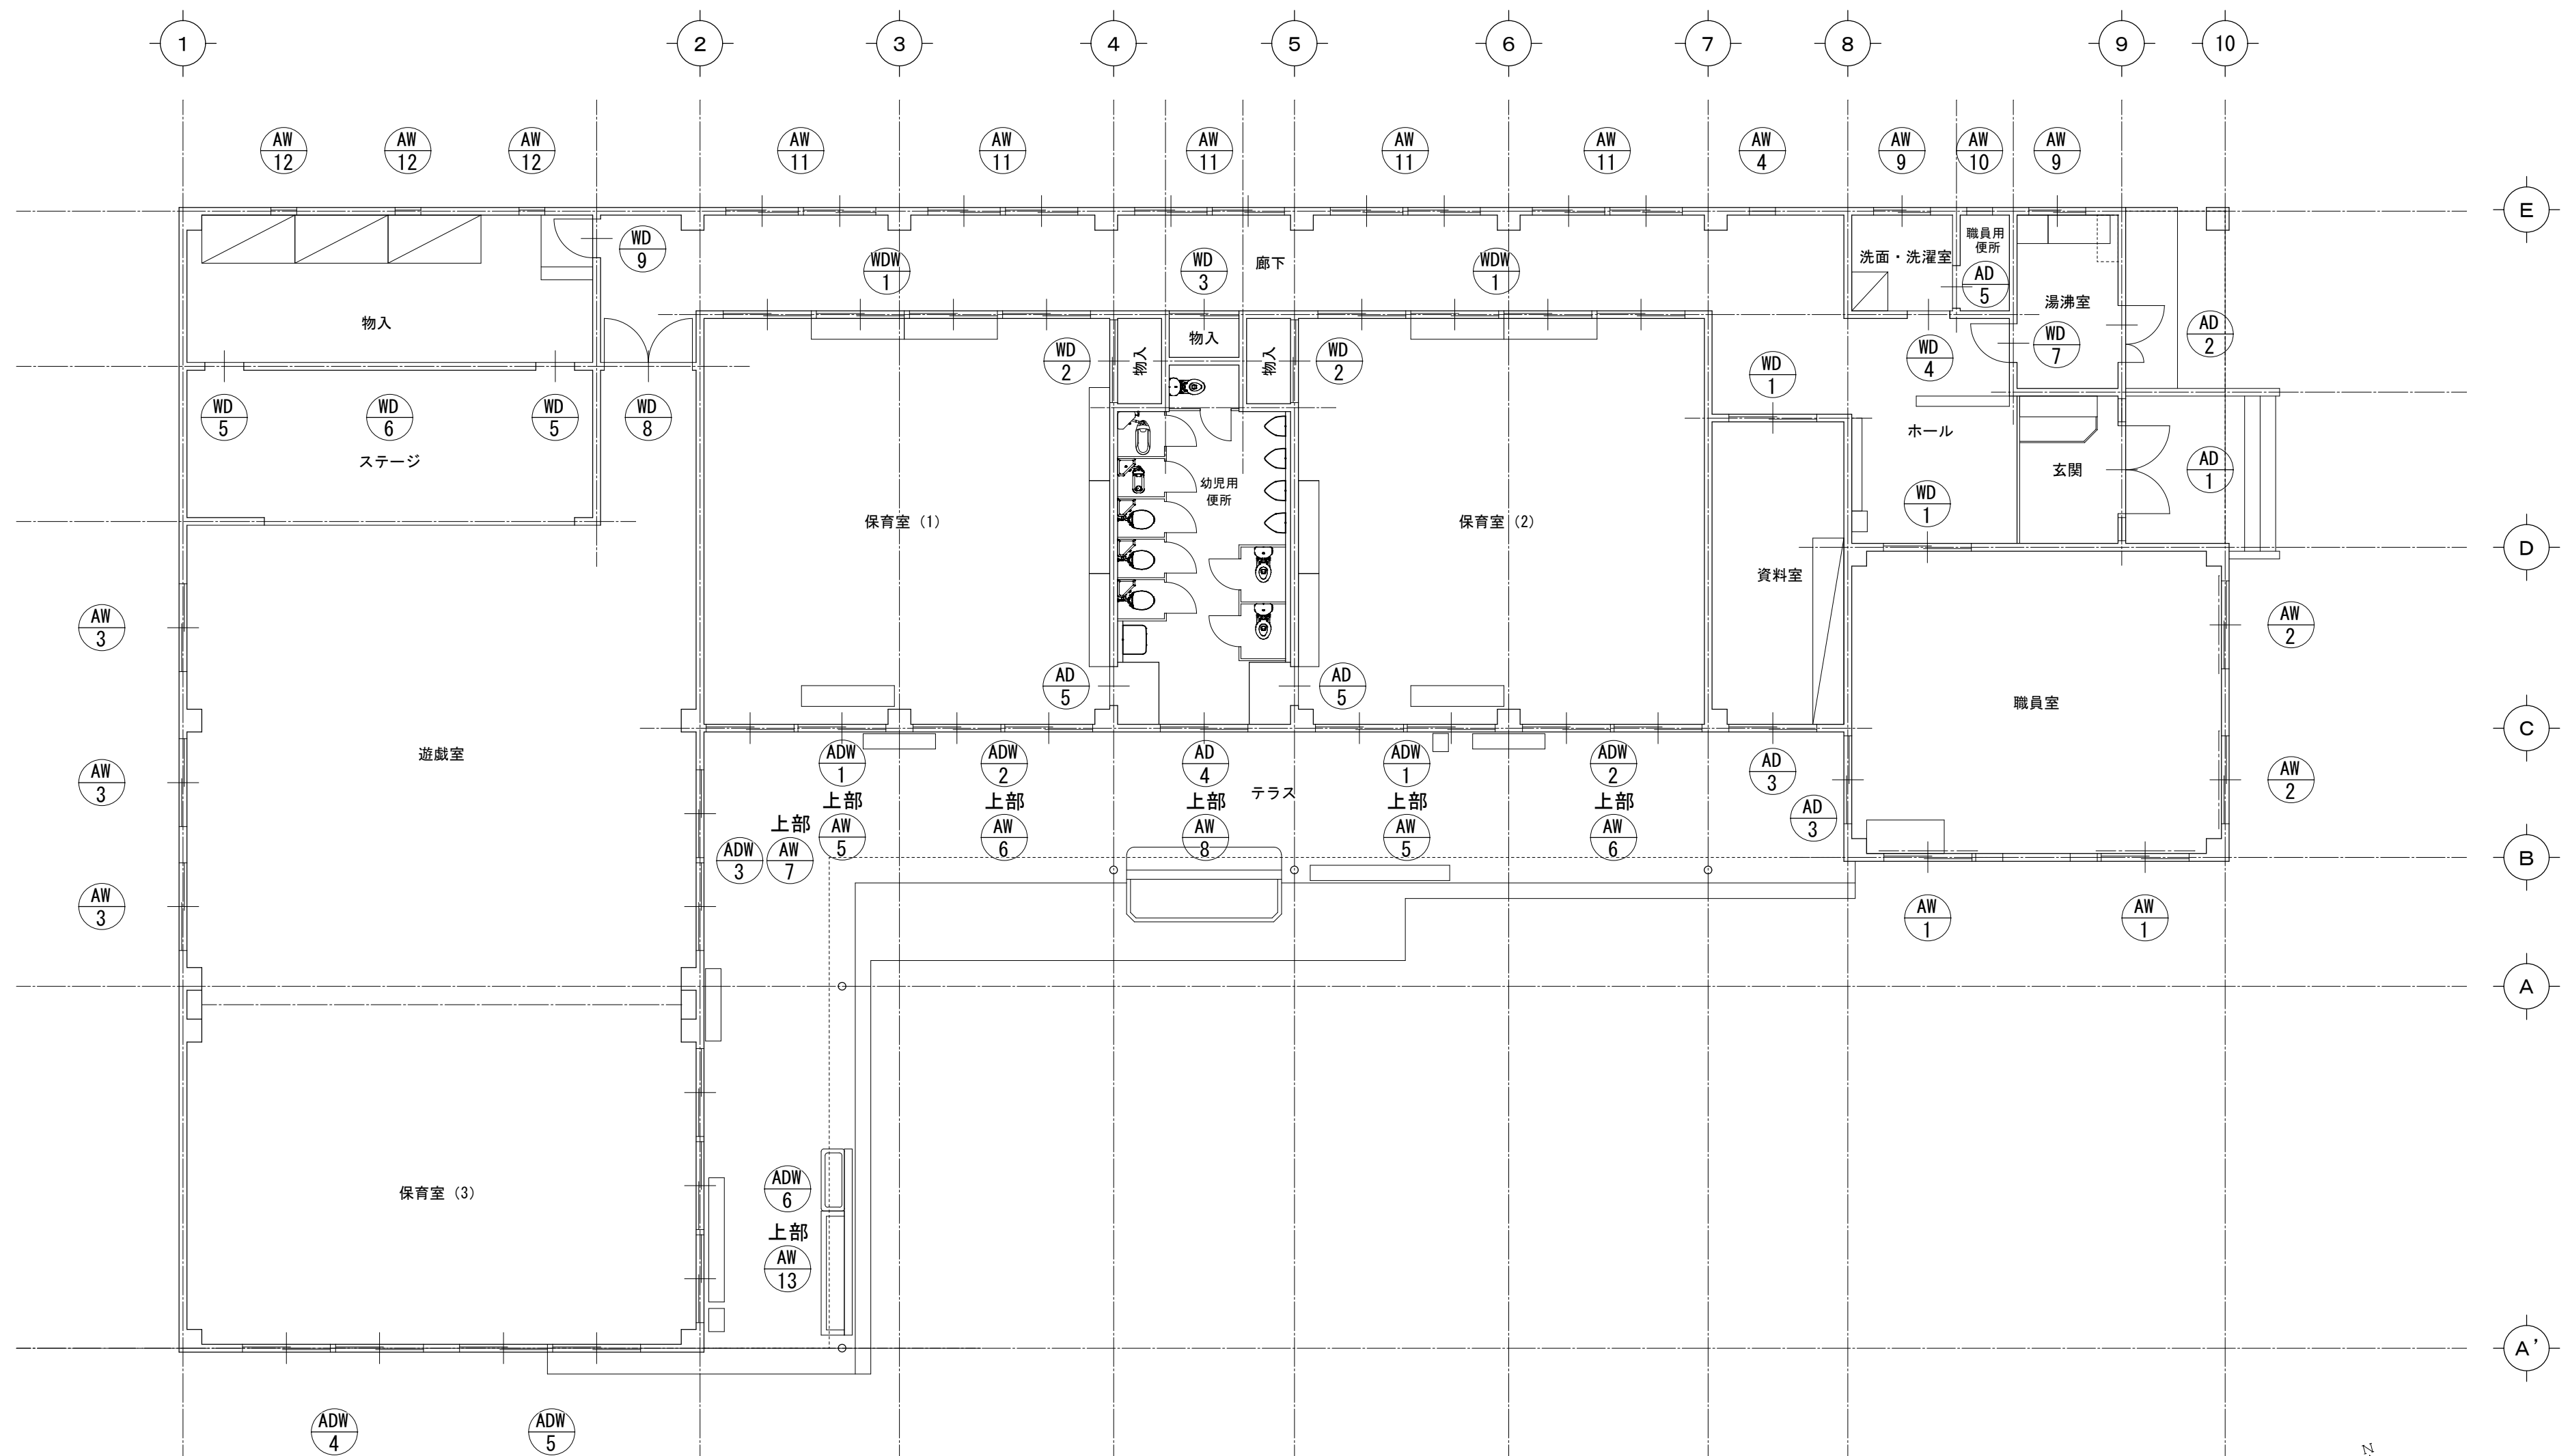 1 2 3 4 5 6 7 8 9 10
AW 12
AW 12
AW 12
AW 11
AW 11
AW 11
AW 11
AW 11
AW 4
AW 9
AW 10
AW 9
E
WD 9
WDW 1
WD 3
廊下
WDW 1
洗面・洗濯室
職員用
便所
AD 5
湯沸室
物入
物入
WD 2
物入
物入
WD 2
WD 1
WD 4
WD 7
AD 2
WD 5
WD 6
WD 5
WD 8
ステージ
ホール
玄関
AD 1
幼児用
便所
WD 1
保育室（1）
保育室（2）
D
資料室
AW 3
AW 2
AD 5
AD 5
職員室
C
遊戯室
AW 3
ADW 1
上部
AW 5
ADW 2
上部
AW 6
AD 4
上部
AW 8
テラス
ADW 1
上部
AW 5
ADW 2
上部
AW 6
AD 3
AD 3
AW 2
ADW 3
上部
AW 7
B
AW 3
AW 1
AW 1
A
保育室（3）
ADW 6
上部
AW 13
A'
ADW 4
ADW 5
N